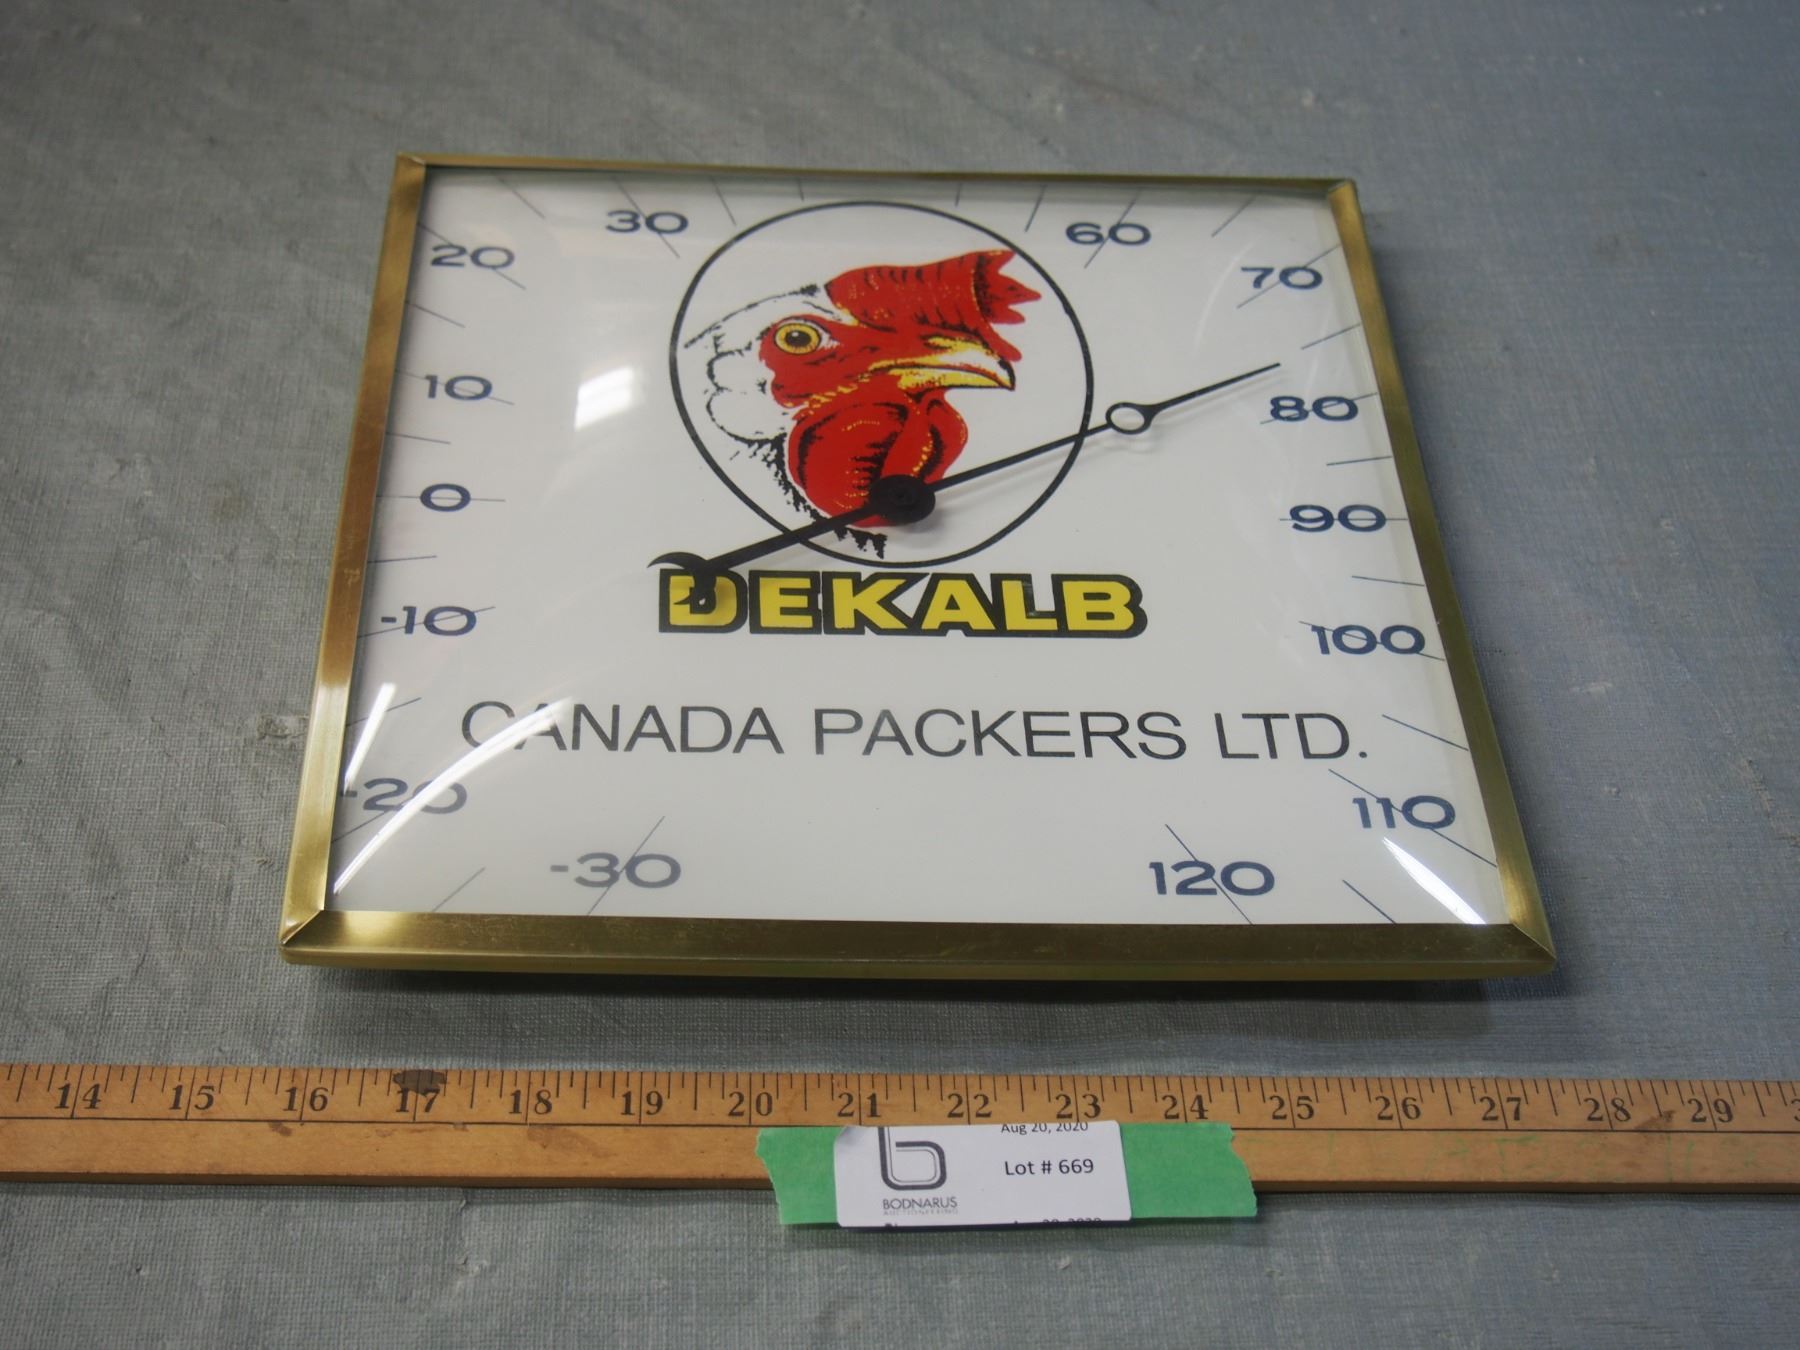 30
60
20
70
10
80
0
90
-10
100
DEKALB
CANADA PACKERS LTD.
-20
110
-30
120
14 15 16 17 18 19 20 21 22 23 24 25 26 27 28 29
Aug 20, 2020
b
Lot # 669
BODNARUS
AUCTIONEERING